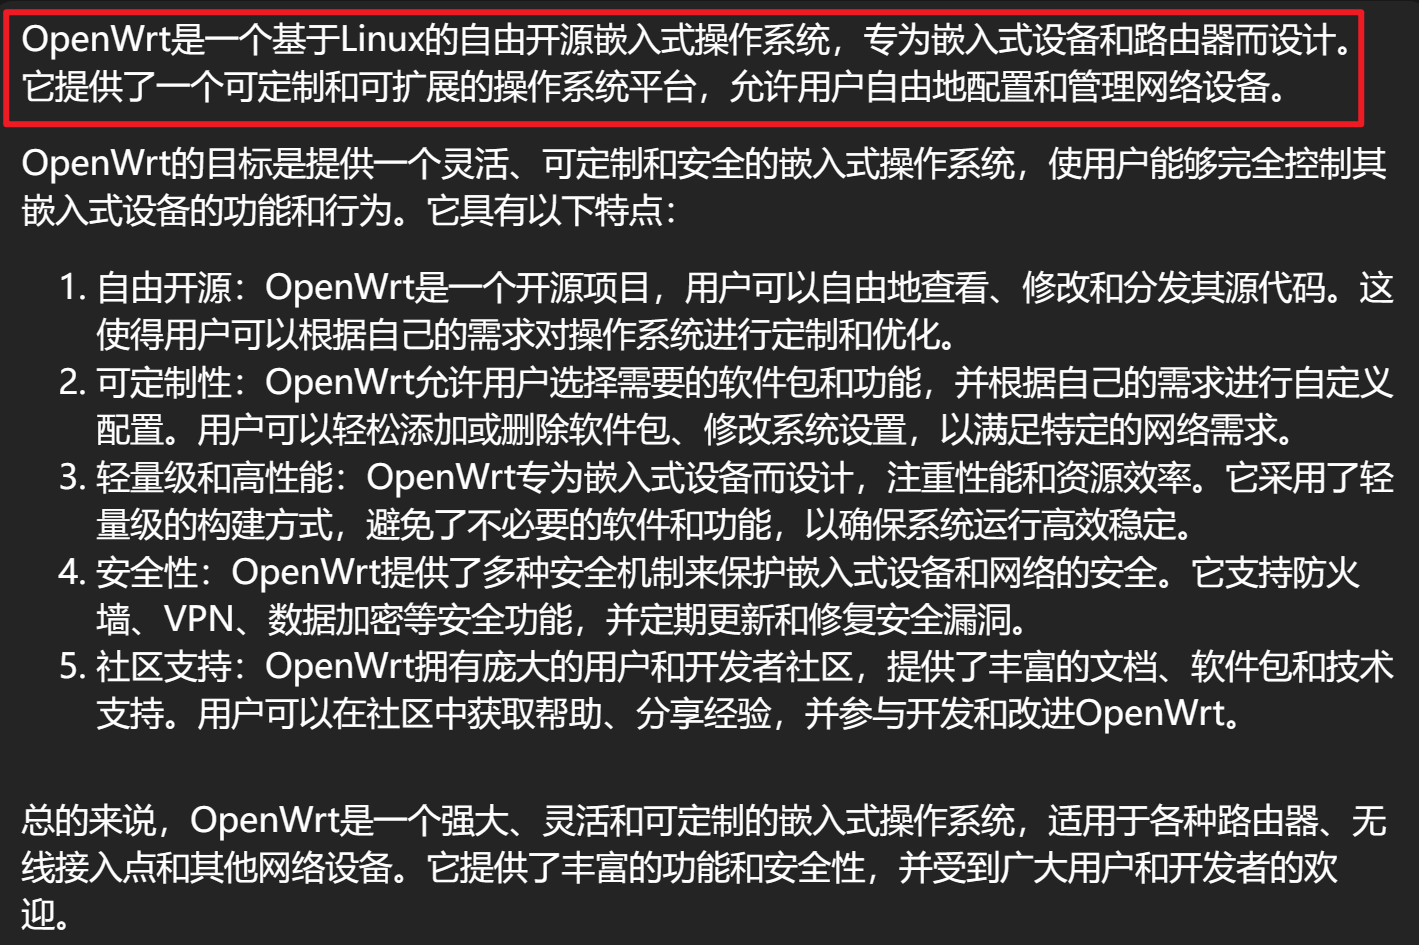 OpenWrt是一个基于Linux的自由开源嵌入式操作系统，专为嵌入式设备和路由器而设计。
它提供了一个可定制和可扩展的操作系统平台，允许用户自由地配置和管理网络设备。
OpenWrt的目标是提供一个灵活、可定制和安全的嵌入式操作系统，使用户能够完全控制其
嵌入式设备的功能和行为。它具有以下特点：
1. 自由开源：OpenWrt是一个开源项目，用户可以自由地查看、修改和分发其源代码。这
使得用户可以根据自己的需求对操作系统进行定制和优化。
2. 可定制性：OpenWrt允许用户选择需要的软件包和功能，并根据自己的需求进行自定义
配置。用户可以轻松添加或删除软件包、修改系统设置，以满足特定的网络需求。
3. 轻量级和高性能：OpenWrt专为嵌入式设备而设计，注重性能和资源效率。它采用了轻
量级的构建方式，避免了不必要的软件和功能，以确保系统运行高效稳定。
4. 安全性：OpenWrt提供了多种安全机制来保护嵌入式设备和网络的安全。它支持防火
墙、VPN、数据加密等安全功能，并定期更新和修复安全漏洞。
5. 社区支持：OpenWrt拥有庞大的用户和开发者社区，提供了丰富的文档、软件包和技术
支持。用户可以在社区中获取帮助、分享经验，并参与开发和改进OpenWrt。
总的来说，OpenWrt是一个强大、灵活和可定制的嵌入式操作系统，适用于各种路由器、无
线接入点和其他网络设备。它提供了丰富的功能和安全性，并受到广大用户和开发者的欢
迎。